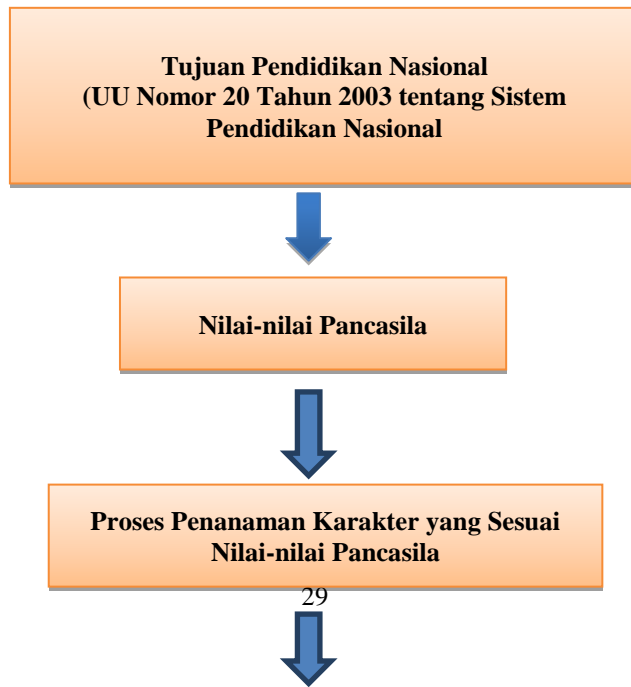 Tujuan Pendidikan Nasional
(UU Nomor 20 Tahun 2003 tentang Sistem
Pendidikan Nasional
Nilai-nilai Pancasila
Proses Penanaman Karakter yang Sesuai
Nilai-nilai Pancasila
29